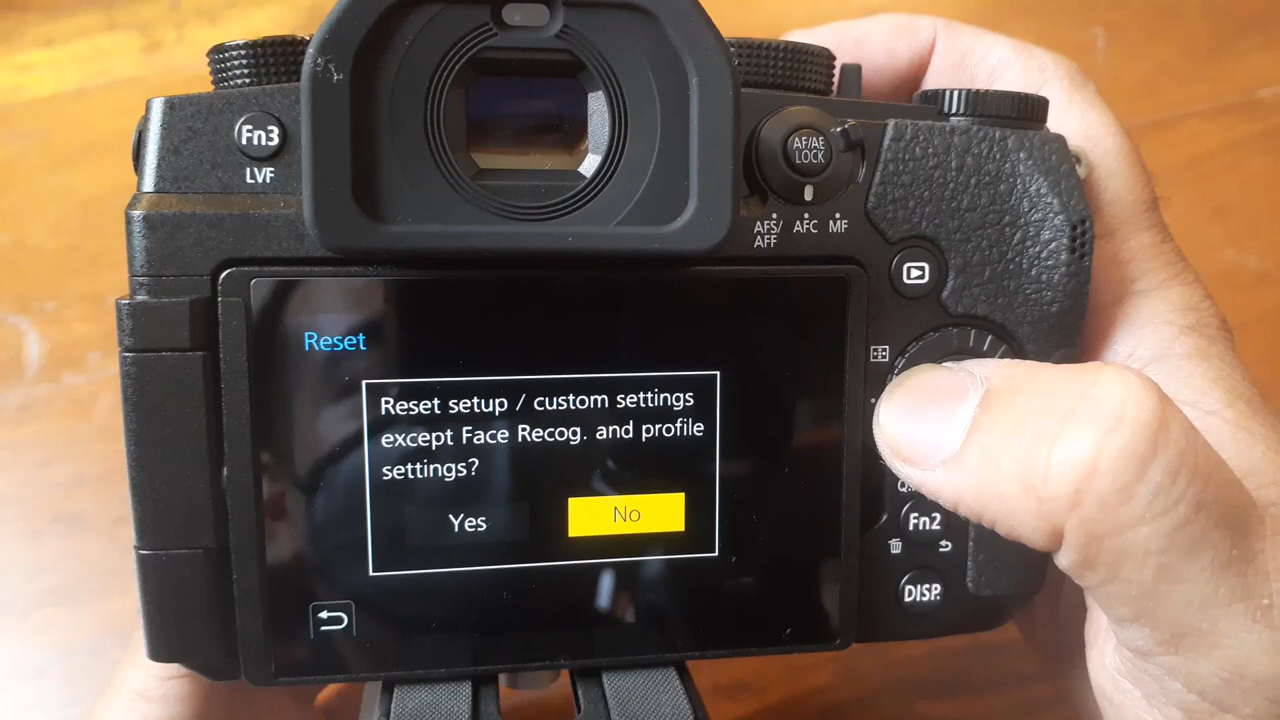 Fn3
LVF
AF/AE
LOCK
AFS/
AFF
AFC
MF
Reset
Reset setup / custom settings
except Face Recog. and profile
settings?
Yes
No
Fn2
DISP.